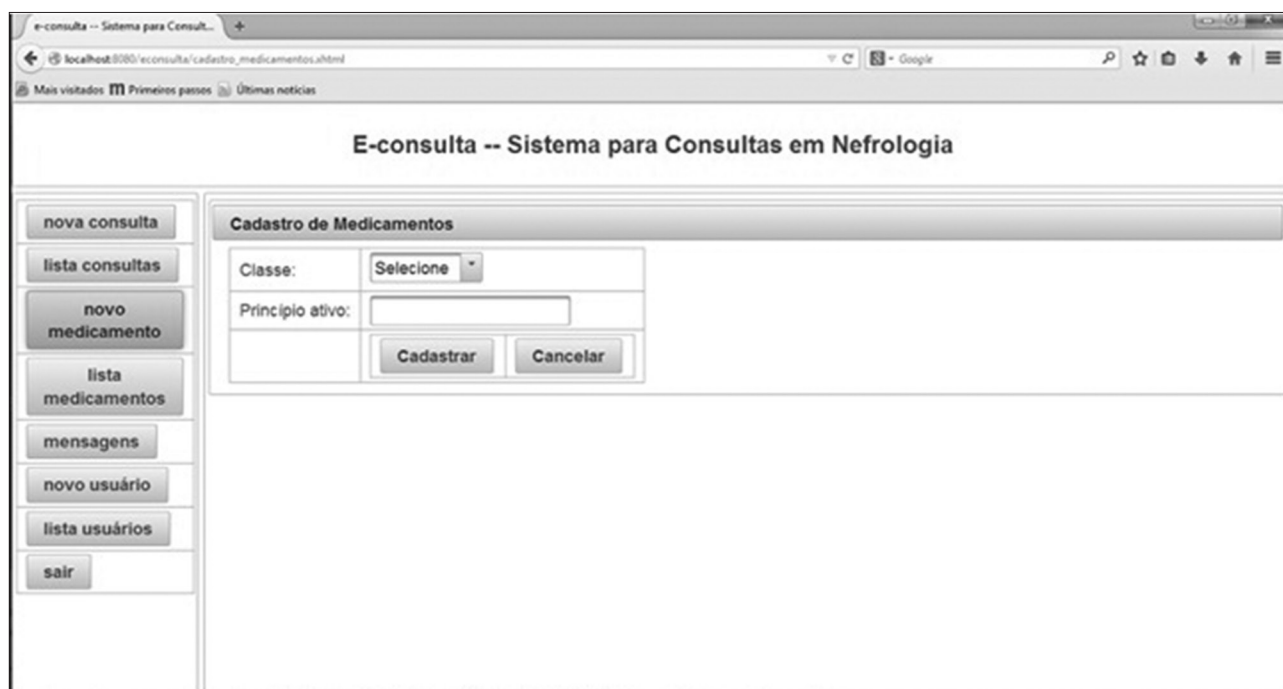 e-consulta -- Sistema para Consult...
localhost:8080/econsulta/cadastro_medicamentos.xhtml
Google
Mais visitados Primeiros passos Últimas notícias
E-consulta -- Sistema para Consultas em Nefrologia
nova consulta
lista consultas
novo
medicamento
lista
medicamentos
mensagens
novo usuário
lista usuários
sair
Cadastro de Medicamentos
Classe: Selecione
Princípio ativo:
Cadastrar Cancelar